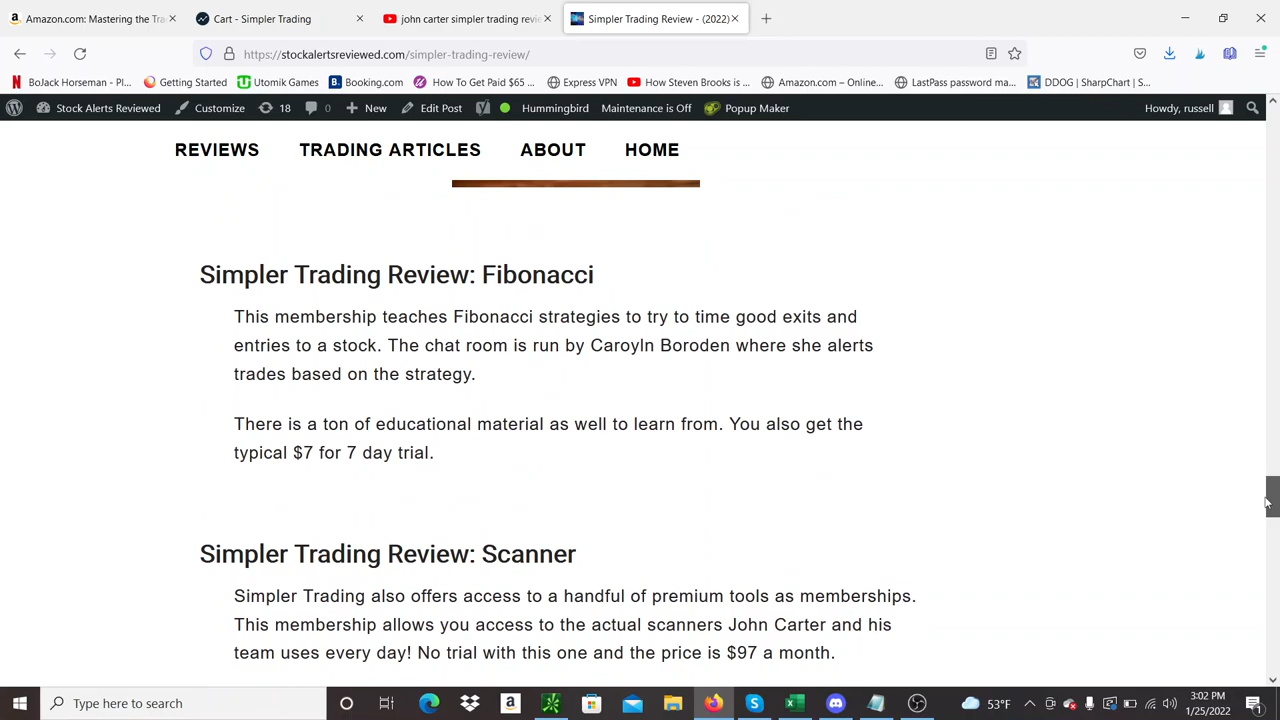 Amazon.com: Mastering the Tra
Cart - Simpler Trading
john carter simpler trading revie
Simpler Trading Review - (2022)
https://stockalertsreviewed.com/simpler-trading-review/
BoJack Horseman - Pl...
Getting Started
Utomik Games
Booking.com
How To Get Paid $65 ...
Express VPN
How Steven Brooks is ...
Amazon.com – Online...
LastPass password ma...
DDOG | SharpChart | S...
Stock Alerts Reviewed
Customize
18
0
New
Edit Post
Hummingbird
Maintenance is Off
Popup Maker
Howdy, russell
REVIEWS
TRADING ARTICLES
ABOUT
HOME
Simpler Trading Review: Fibonacci
This membership teaches Fibonacci strategies to try to time good exits and
entries to a stock. The chat room is run by Caroyln Boroden where she alerts
trades based on the strategy.
There is a ton of educational material as well to learn from. You also get the
typical $7 for 7 day trial.
Simpler Trading Review: Scanner
Simpler Trading also offers access to a handful of premium tools as memberships.
This membership allows you access to the actual scanners John Carter and his
team uses every day! No trial with this one and the price is $97 a month.
Type here to search
53°F
3:02 PM
1/25/2022